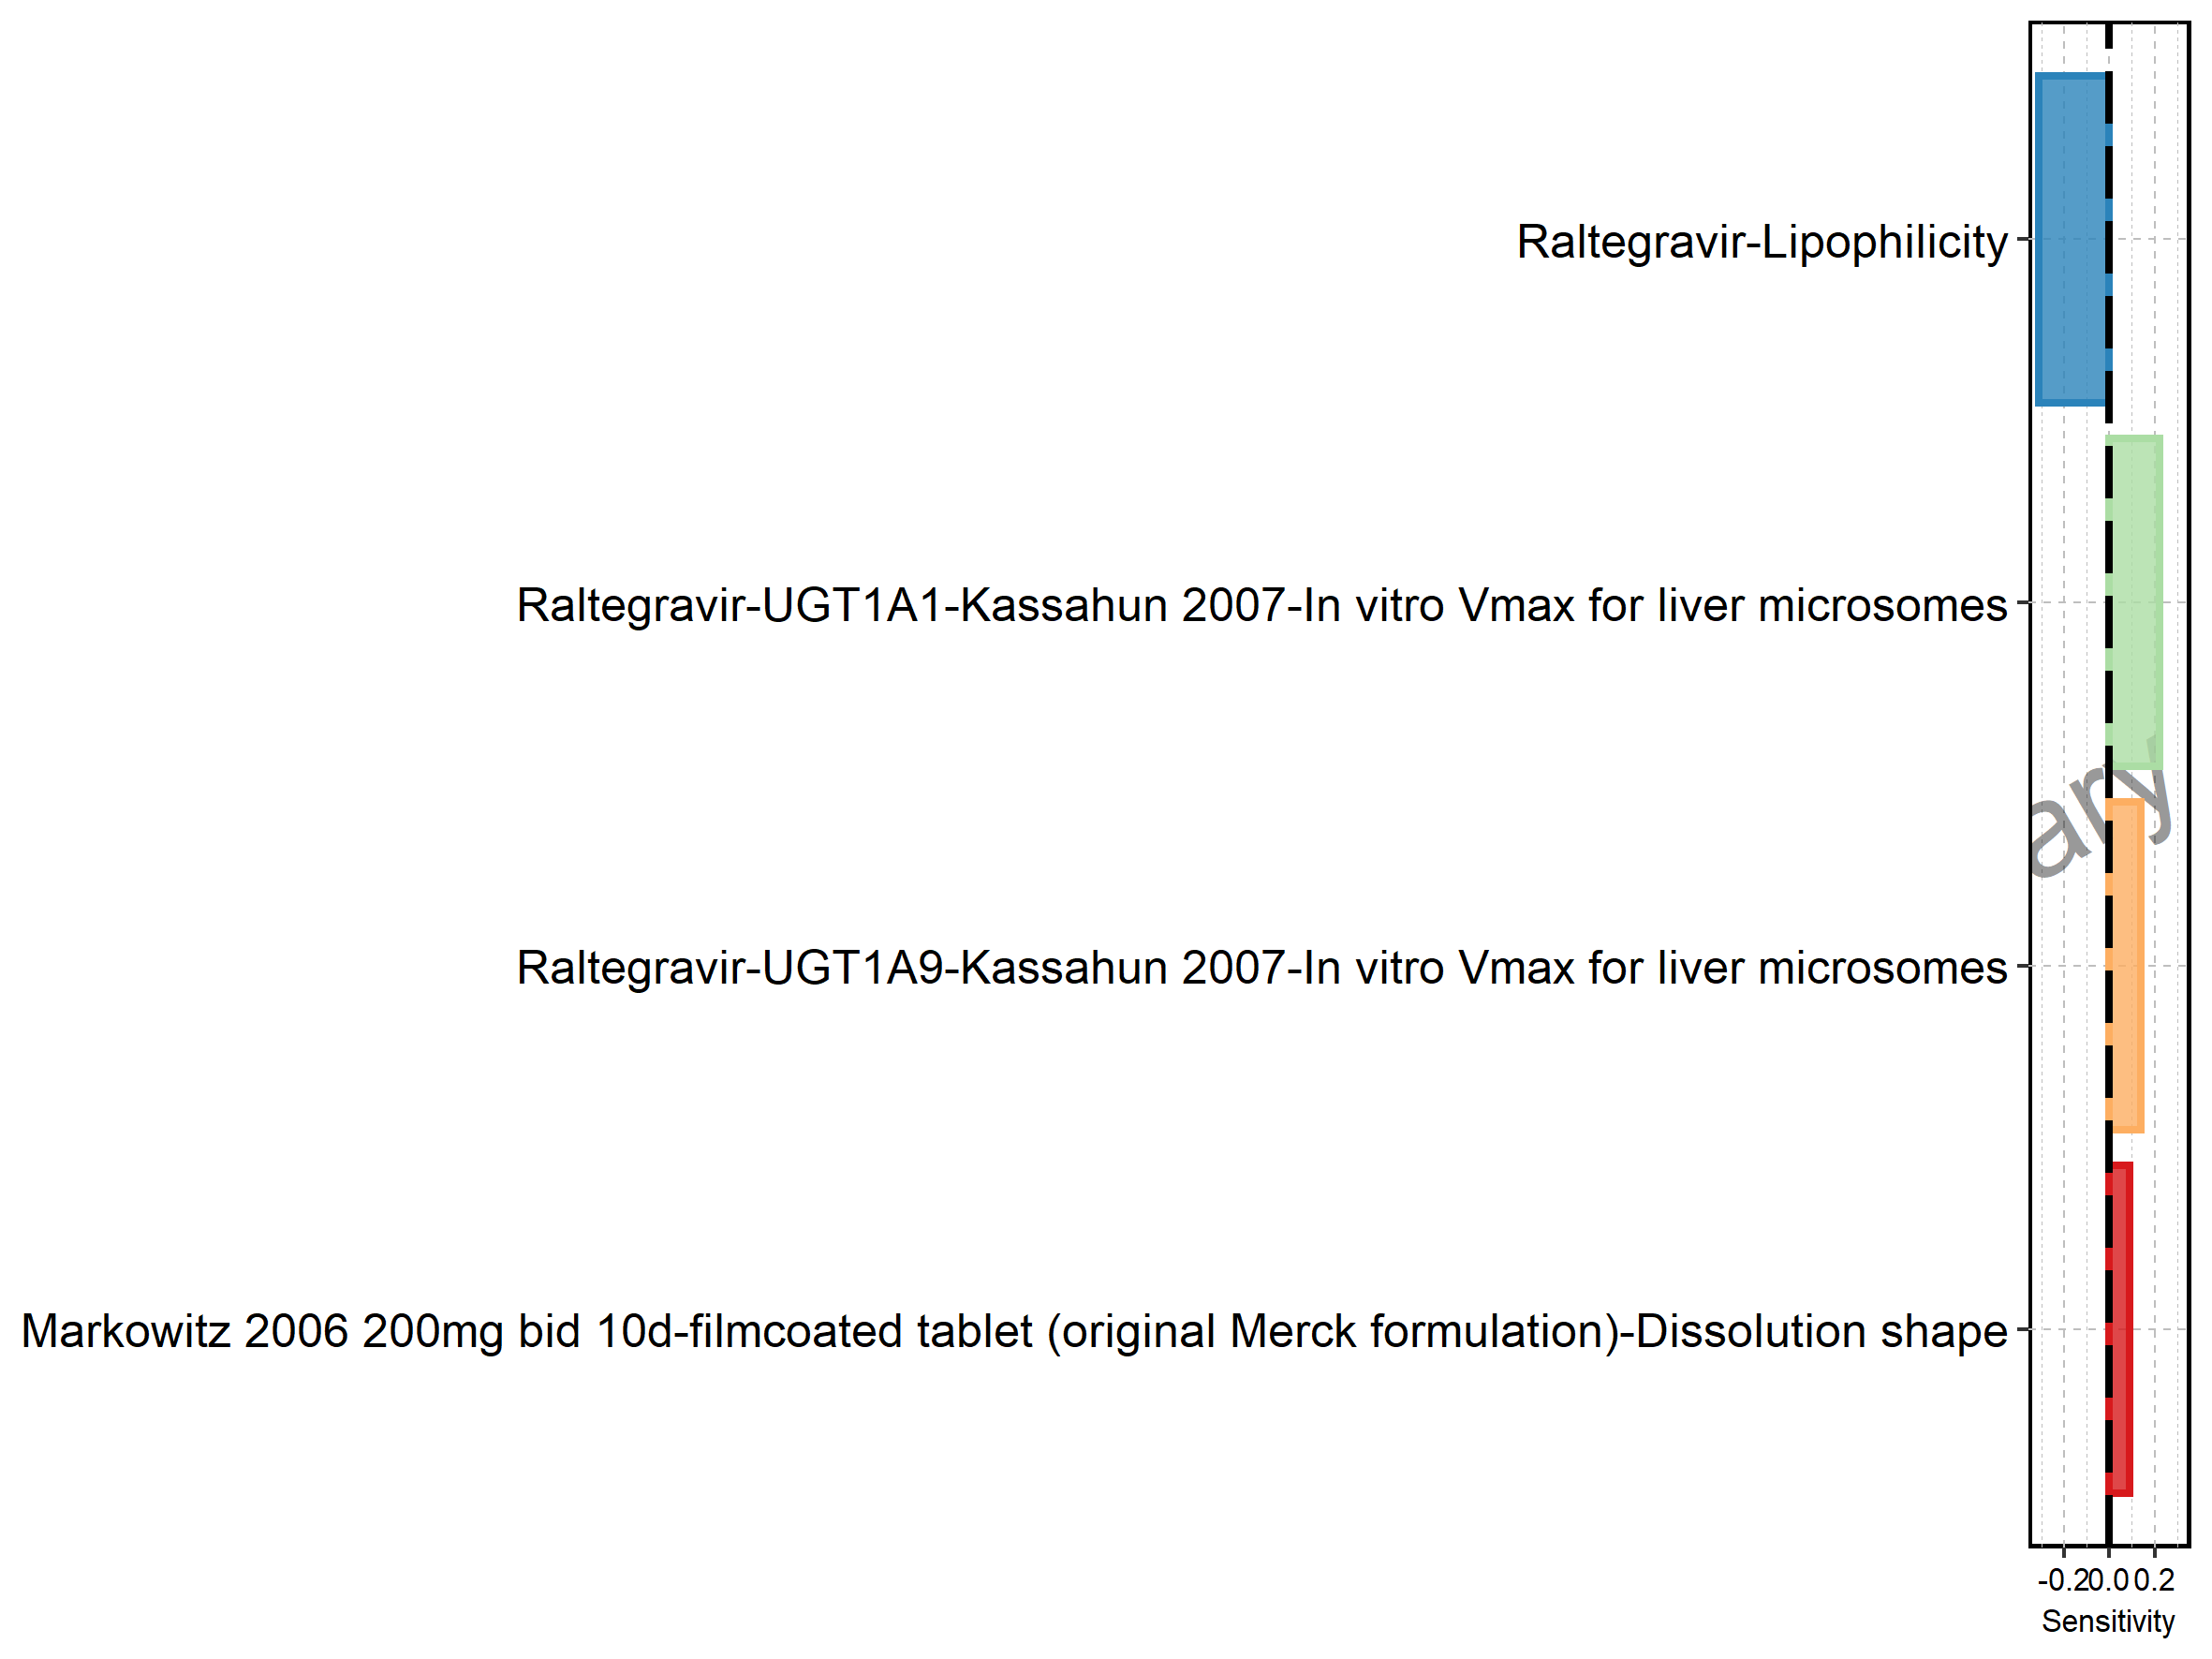 Raltegravir-Lipophilicity
Raltegravir-UGT1A1-Kassahun 2007-In vitro Vmax for liver microsomes
ary
Raltegravir-UGT1A9-Kassahun 2007-In vitro Vmax for liver microsomes
Markowitz 2006 200mg bid 10d-filmcoated tablet (original Merck formulation)-Dissolution shape
-0.2 0.0 0.2
Sensitivity